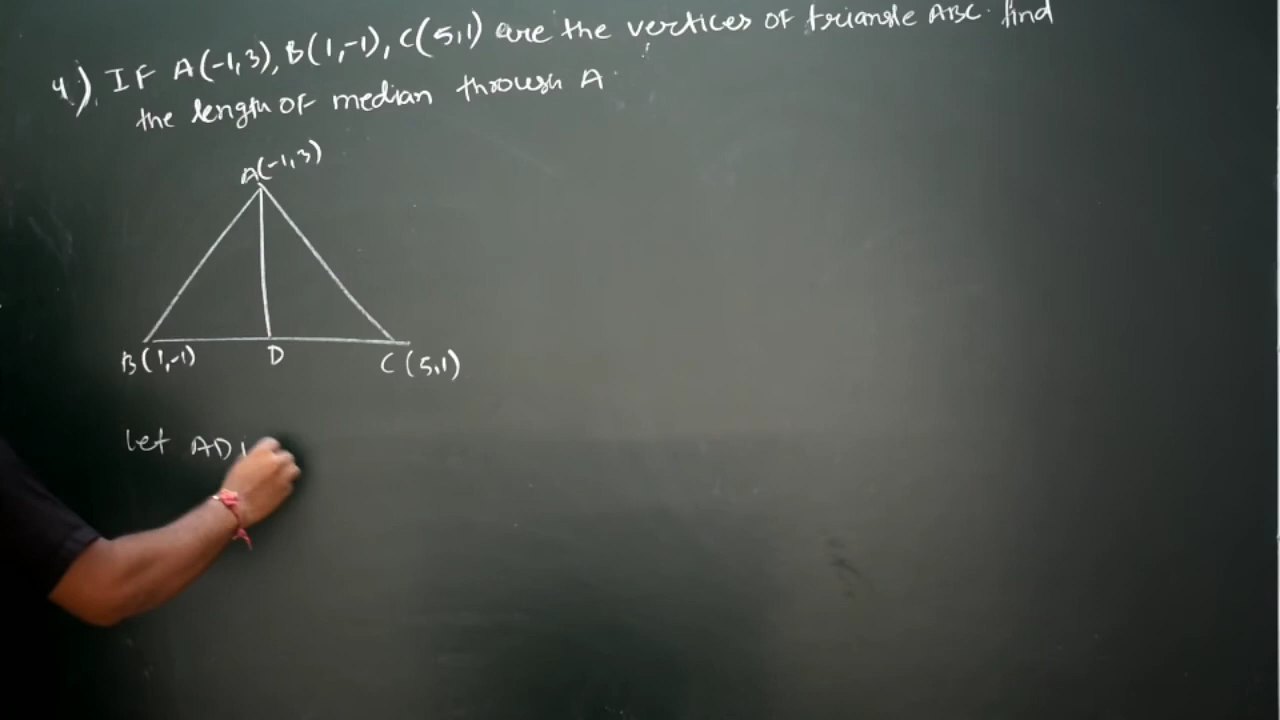 4) IF A(-1,3), B(1,-1), C(5,1) are the vertices of triangle ABC. find
the length of median through A.
A(-1,3)
B(1,-1) D C(5,1)
let AD